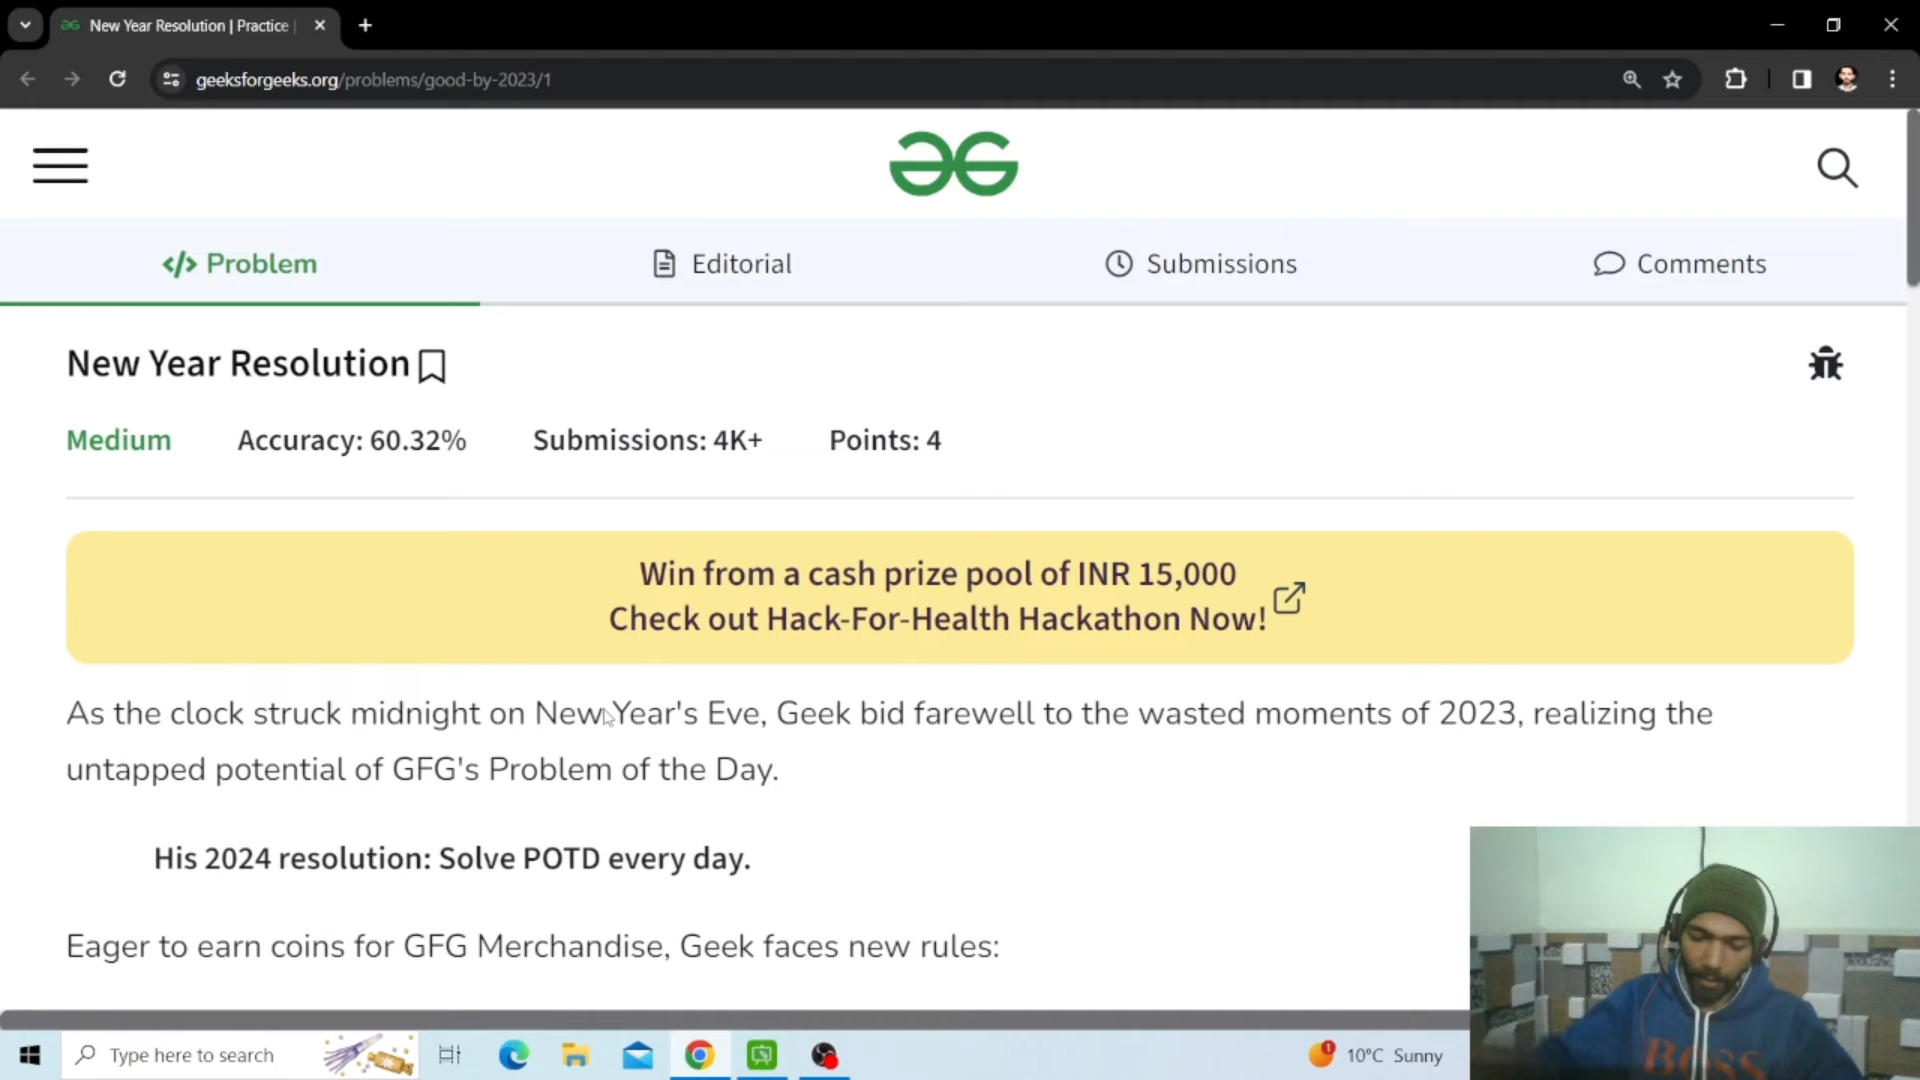 New Year Resolution | Practice |
geeksforgeeks.org/problems/good-by-2023/1
</> Problem
Editorial
Submissions
Comments
New Year Resolution
Medium
Accuracy: 60.32%
Submissions: 4K+
Points: 4
Win from a cash prize pool of INR 15,000
Check out Hack-For-Health Hackathon Now!
As the clock struck midnight on New Year's Eve, Geek bid farewell to the wasted moments of 2023, realizing the
untapped potential of GFG's Problem of the Day.
His 2024 resolution: Solve POTD every day.
Eager to earn coins for GFG Merchandise, Geek faces new rules:
BOSS
Type here to search
1
10°C Sunny